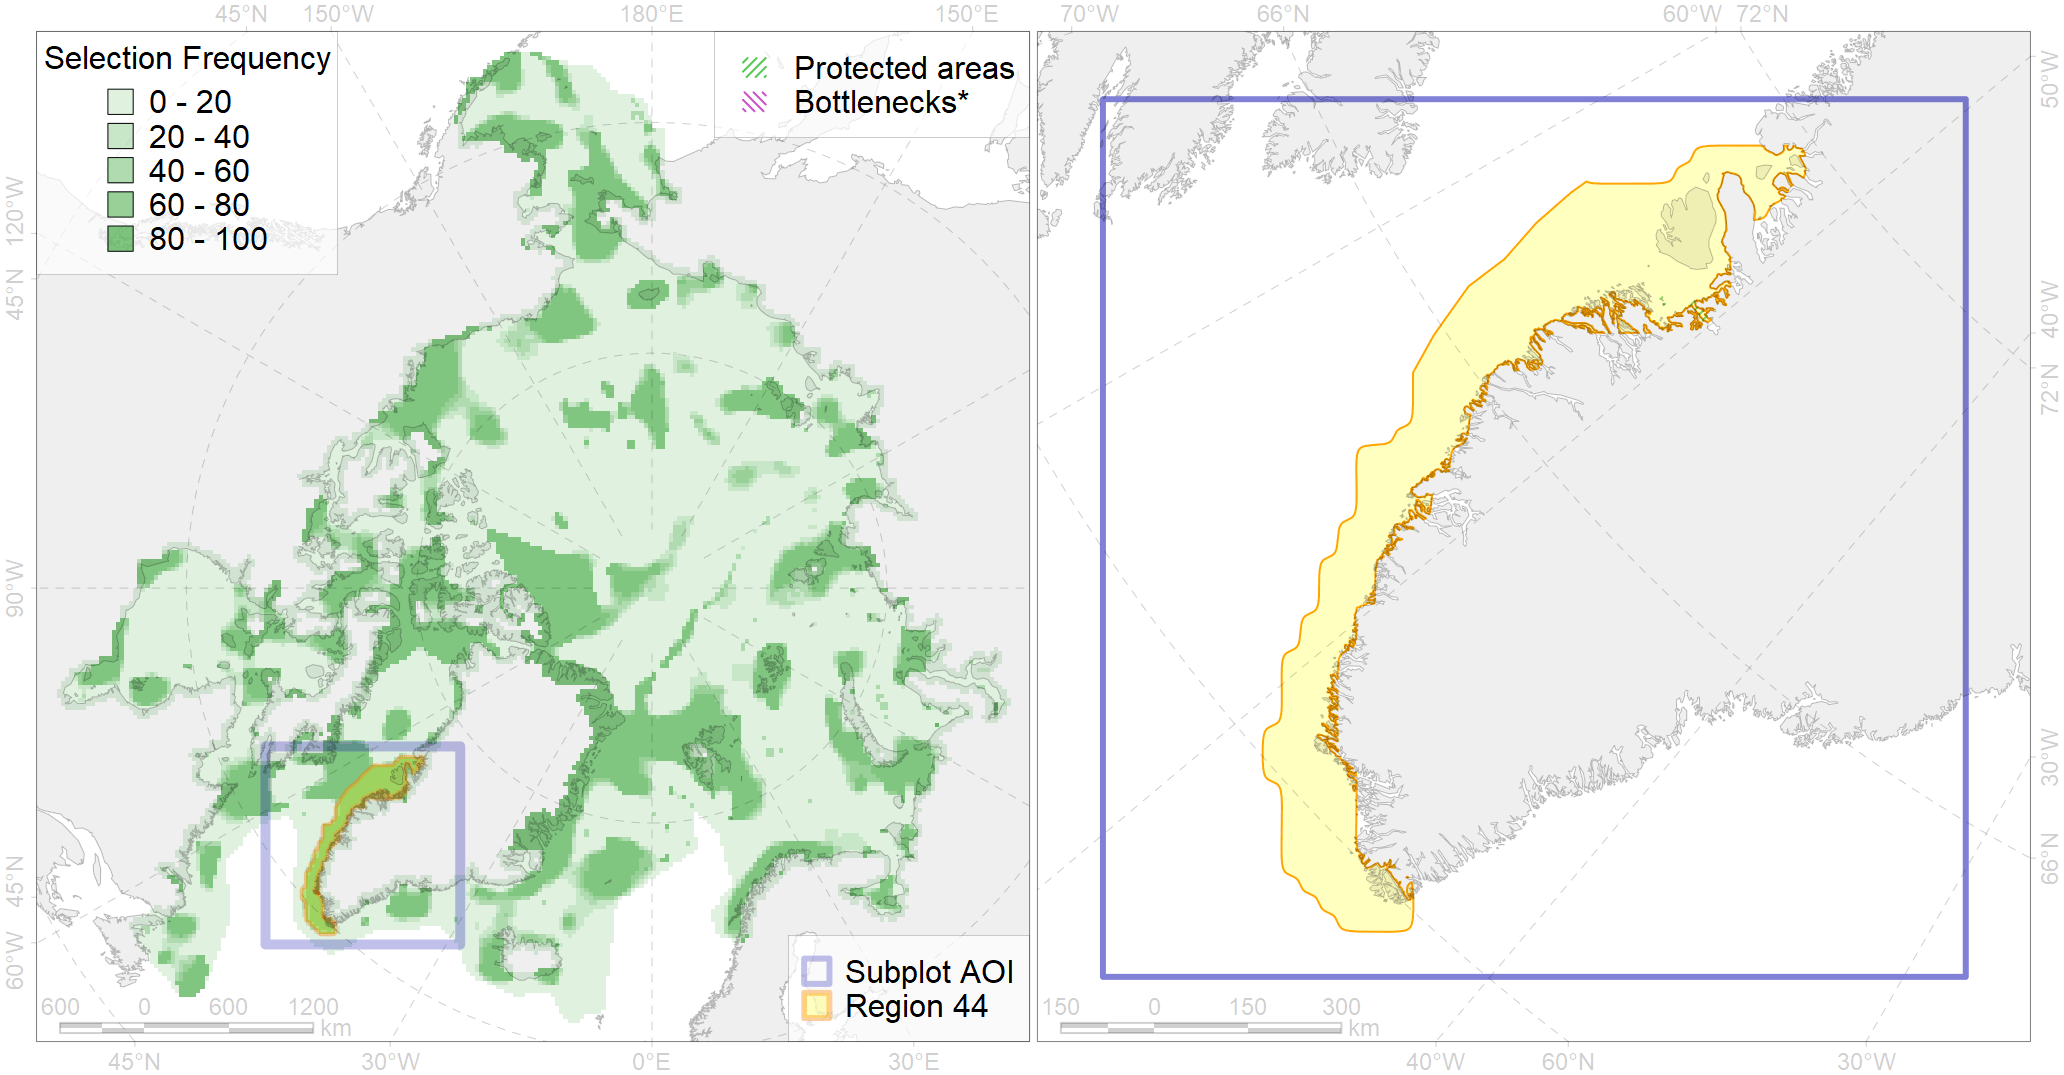 45°N 150°W 180°E 150°E 70°W 66°N 60°W 72°N
Selection Frequency
0 - 20
20 - 40
40 - 60
60 - 80
80 - 100
Protected areas
Bottlenecks*
120°W
45°N
90°W
45°N
60°W
50°W
40°W
72°N
30°W
66°N
Subplot AOI
Region 44
600 0 600 1200
km
150 0 150 300
km
45°N 30°W 0°E 30°E 40°W 60°N 30°W